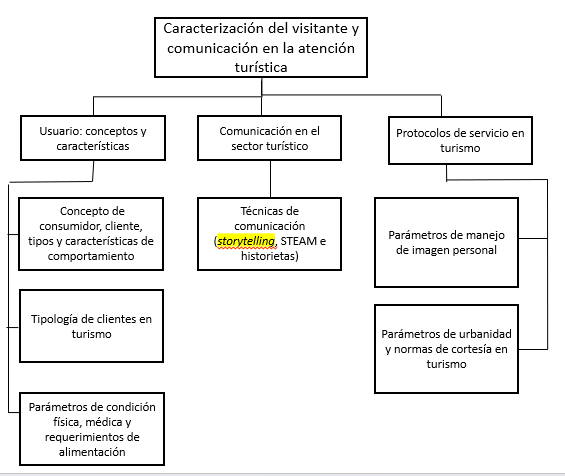 Caracterización del visitante y
comunicación en la atención
turística
Usuario: conceptos y
características
Comunicación en el
sector turístico
Protocolos de servicio en
turismo
Concepto de
consumidor, cliente,
tipos y características de
comportamiento
Técnicas de
comunicación
(storytelling, STEAM e
historietas)
Parámetros de manejo
de imagen personal
Tipología de clientes en
turismo
Parámetros de urbanidad
y normas de cortesía en
turismo
Parámetros de condición
física, médica y
requerimientos de
alimentación